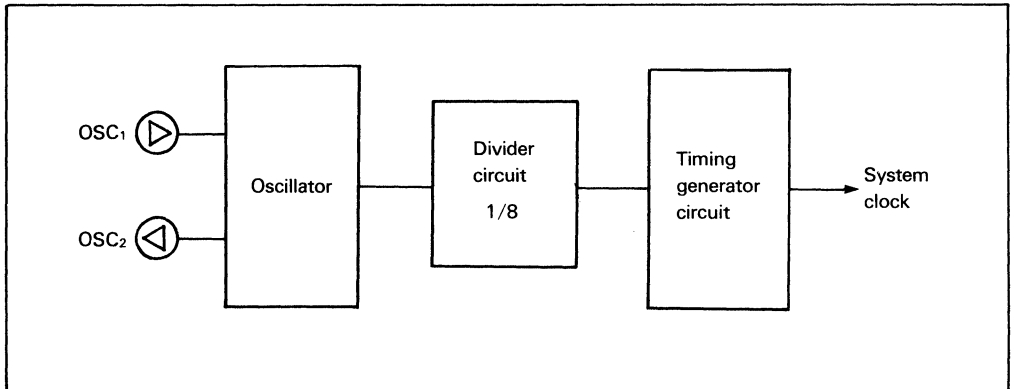 OSC₁
OSC₂
Oscillator
Divider
circuit
1/8
Timing
generator
circuit
System
clock